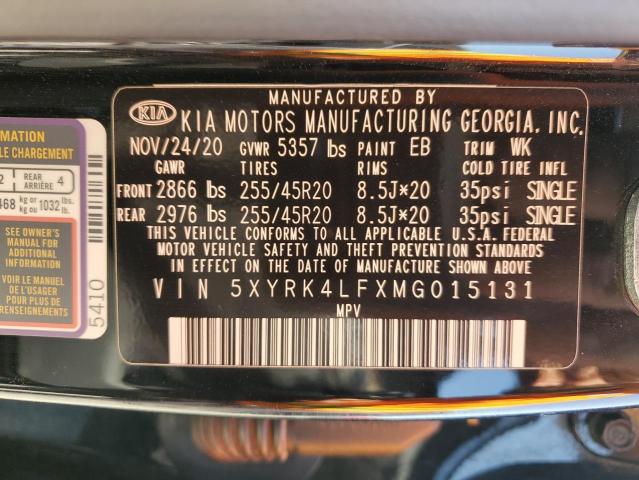 MANUFACTURED BY
KIA KIA MOTORS MANUFACTURING GEORGIA. INC.
NOV/24/20 GVWR 5357 lbs PAINT EB TRIM WK
GAWR TIRES RIMS COLD TIRE INFL
FRONT 2866 lbs 255/45R20 8.5J*20 35psi SINGLE
REAR 2976 lbs 255/45R20 8.5J*20 35psi SINGLE
THIS VEHICLE CONFORMS TO ALL APPLICABLE U.S.A. FEDERAL
MOTOR VEHICLE SAFETY AND THEFT PREVENTION STANDARDS
IN EFFECT ON THE DATE OF MANUFACTURE SHOWN ABOVE
VIN 5XYRK4LFXMG015131
MPV
CHARGEMENT
2 REAR ARRIÈRE 4
468 kg or kg ou 1032 lbs. lb.
SEE OWNER'S
MANUAL FOR
ADDITIONAL
INFORMATION
VOIR LE MANUEL
DE L'USAGER
POUR PLUS DE
5410